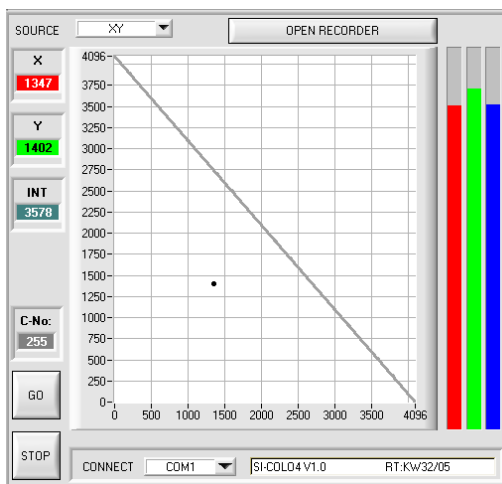 SOURCE XY OPEN RECORDER
X
1347
Y
1402
INT
3578
C-No:
255
GO
STOP
4096
3750
3500
3250
3000
2750
2500
2250
2000
1750
1500
1250
1000
750
500
250
0
0 500 1000 1500 2000 2500 3000 3500 4096
CONNECT COM1 SI-COLO4 V1.0 RT:KW32/05